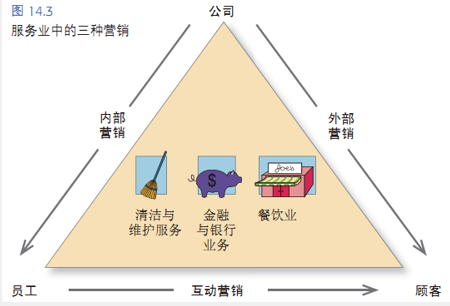 图 14.3
服务业中的三种营销
公司
内部
营销
外部
营销
Joe's
$
清洁与
维护服务
金融
与银行
业务
餐饮业
员工
互动营销
顾客